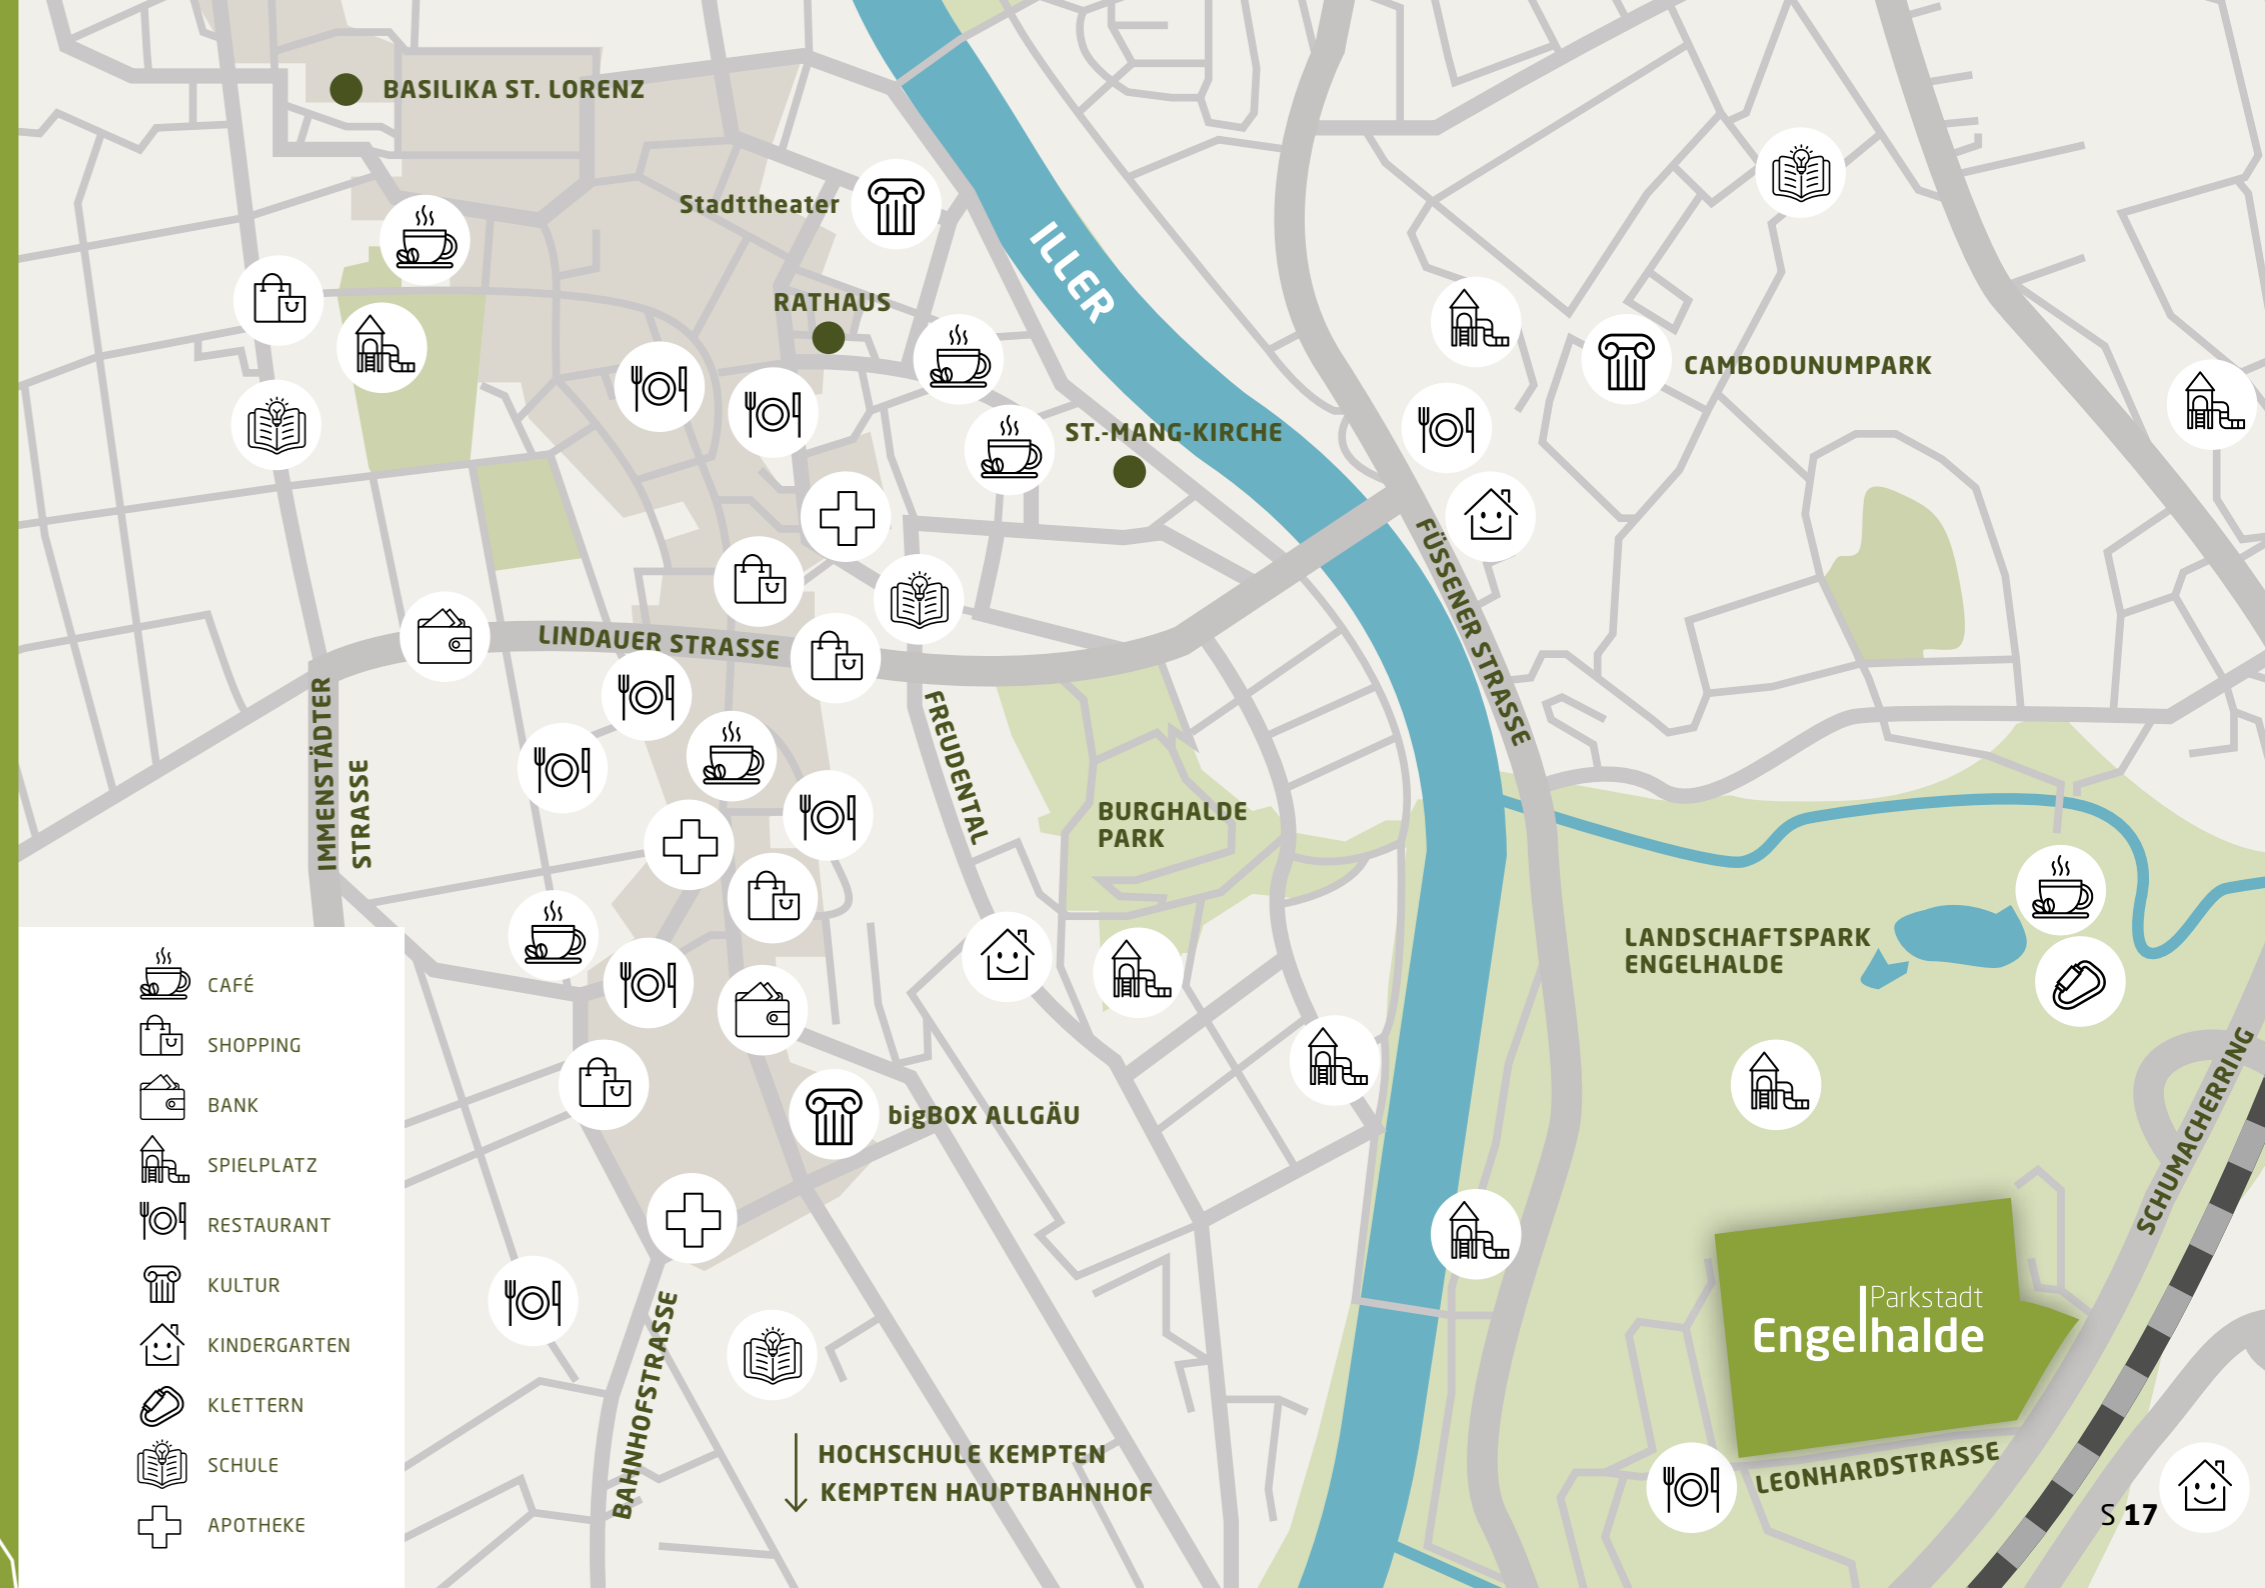 BASILIKA ST. LORENZ
Stadttheater
RATHAUS
ILLER
ST.-MANG-KIRCHE
CAMBODUNUMPARK
FÜSSENER STRASSE
LINDAUER STRASSE
IMMENSTÄDTER
STRASSE
FREUDENTAL
BURGHALDE
PARK
LANDSCHAFTSPARK
ENGELHALDE
SCHUMACHERRING
bigBOX ALLGÄU
BAHNHOFSTRASSE
HOCHSCHULE KEMPTEN
KEMPTEN HAUPTBAHNHOF
Parkstadt
Engelhalde
LEONHARDSTRASSE
CAFÉ
SHOPPING
BANK
SPIELPLATZ
RESTAURANT
KULTUR
KINDERGARTEN
KLETTERN
SCHULE
APOTHEKE
S 17